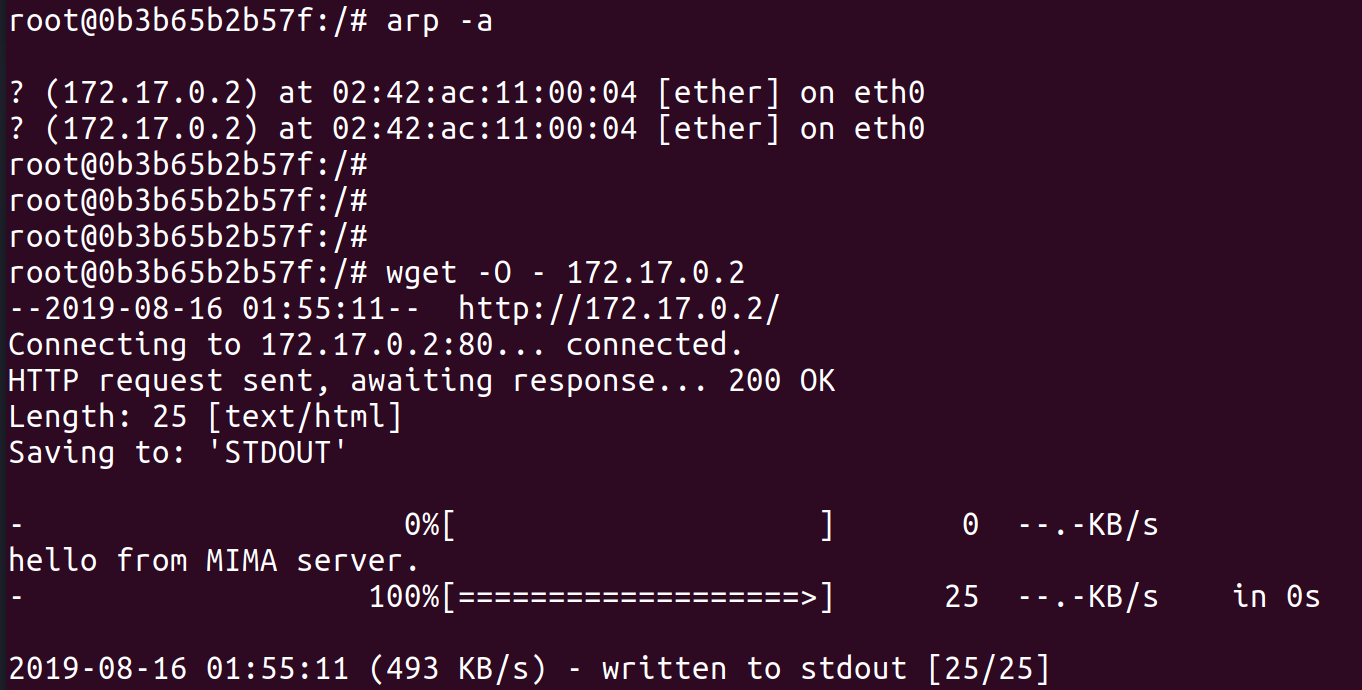 root@0b3b65b2b57f:/# arp -a
? (172.17.0.2) at 02:42:ac:11:00:04 [ether] on eth0
? (172.17.0.2) at 02:42:ac:11:00:04 [ether] on eth0
root@0b3b65b2b57f:/#
root@0b3b65b2b57f:/#
root@0b3b65b2b57f:/#
root@0b3b65b2b57f:/# wget -O - 172.17.0.2
--2019-08-16 01:55:11--  http://172.17.0.2/
Connecting to 172.17.0.2:80... connected.
HTTP request sent, awaiting response... 200 OK
Length: 25 [text/html]
Saving to: 'STDOUT'
-                      0%[                    ]       0  --.-KB/s
hello from MIMA server.
-                    100%[===================>]      25  --.-KB/s    in 0s
2019-08-16 01:55:11 (493 KB/s) - written to stdout [25/25]